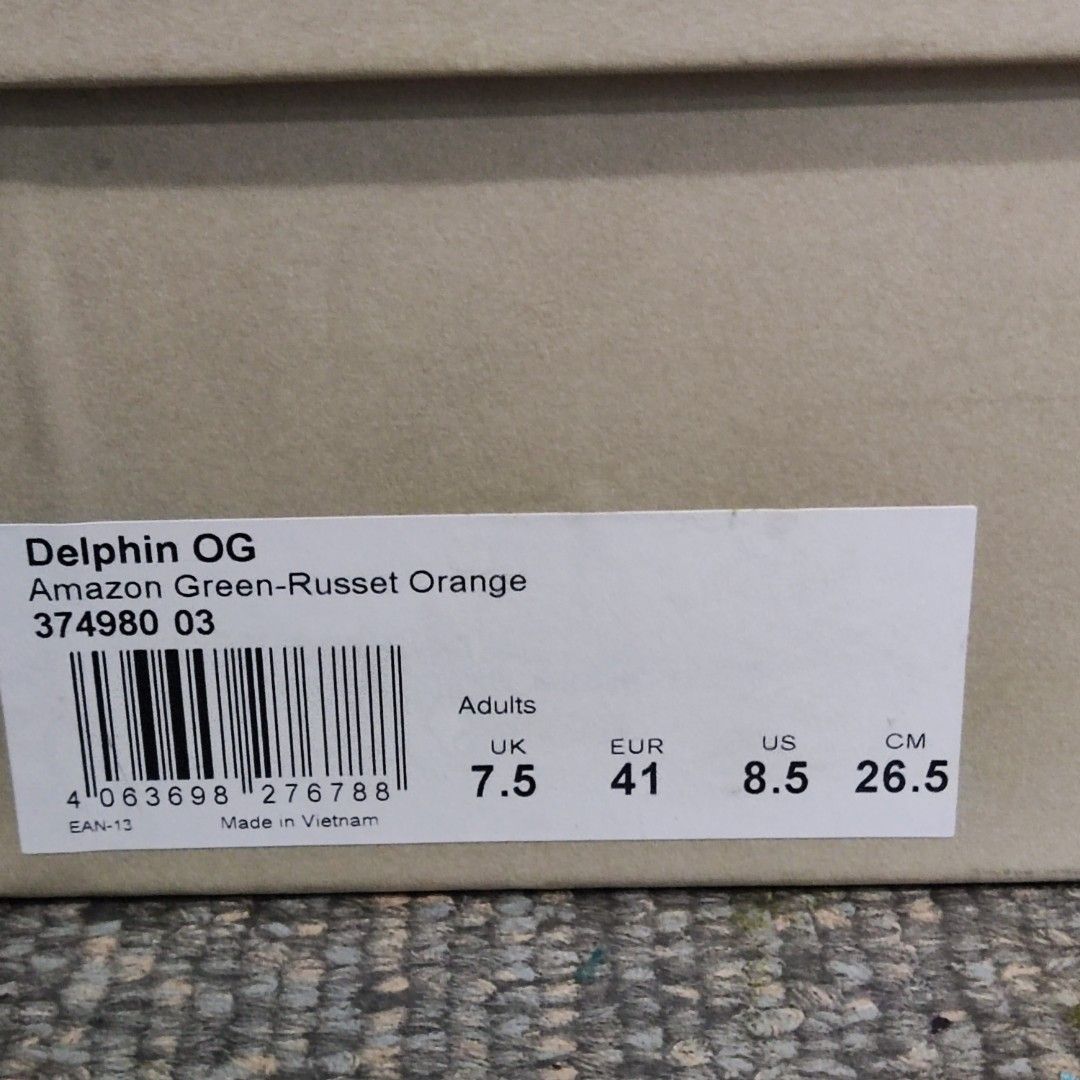 Delphin OG
Amazon Green-Russet Orange
374980 03
Adults
UK EUR US CM
7.5 41 8.5 26.5
4 063698 276788
EAN-13 Made in Vietnam